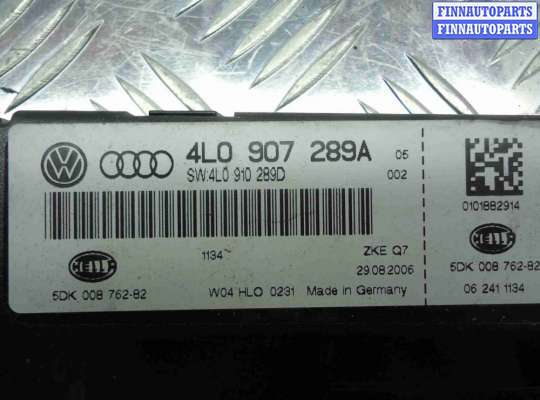 FINNAUTOPARTS
FINNAUTOPARTS
4L0 907 289A 05
SW:4L0 910 289D 002
0101882914
1134
ZKE Q7
29.08.2006
HELLA
5DK 008 762-82
W04 HLO 0231 Made in Germany
HELLA
5DK 008 762-82
06 241 1134